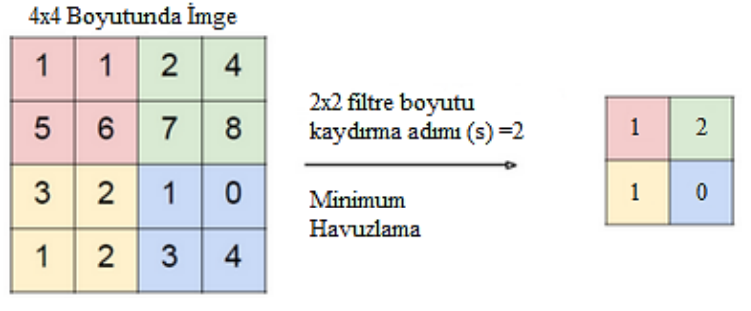 4x4 Boyutunda İmge
1 1 2 4
5 6 7 8
3 2 1 0
1 2 3 4
2x2 filtre boyutu
kaydırma adımı (s) =2
Minimum
Havuzlama
1 2
1 0